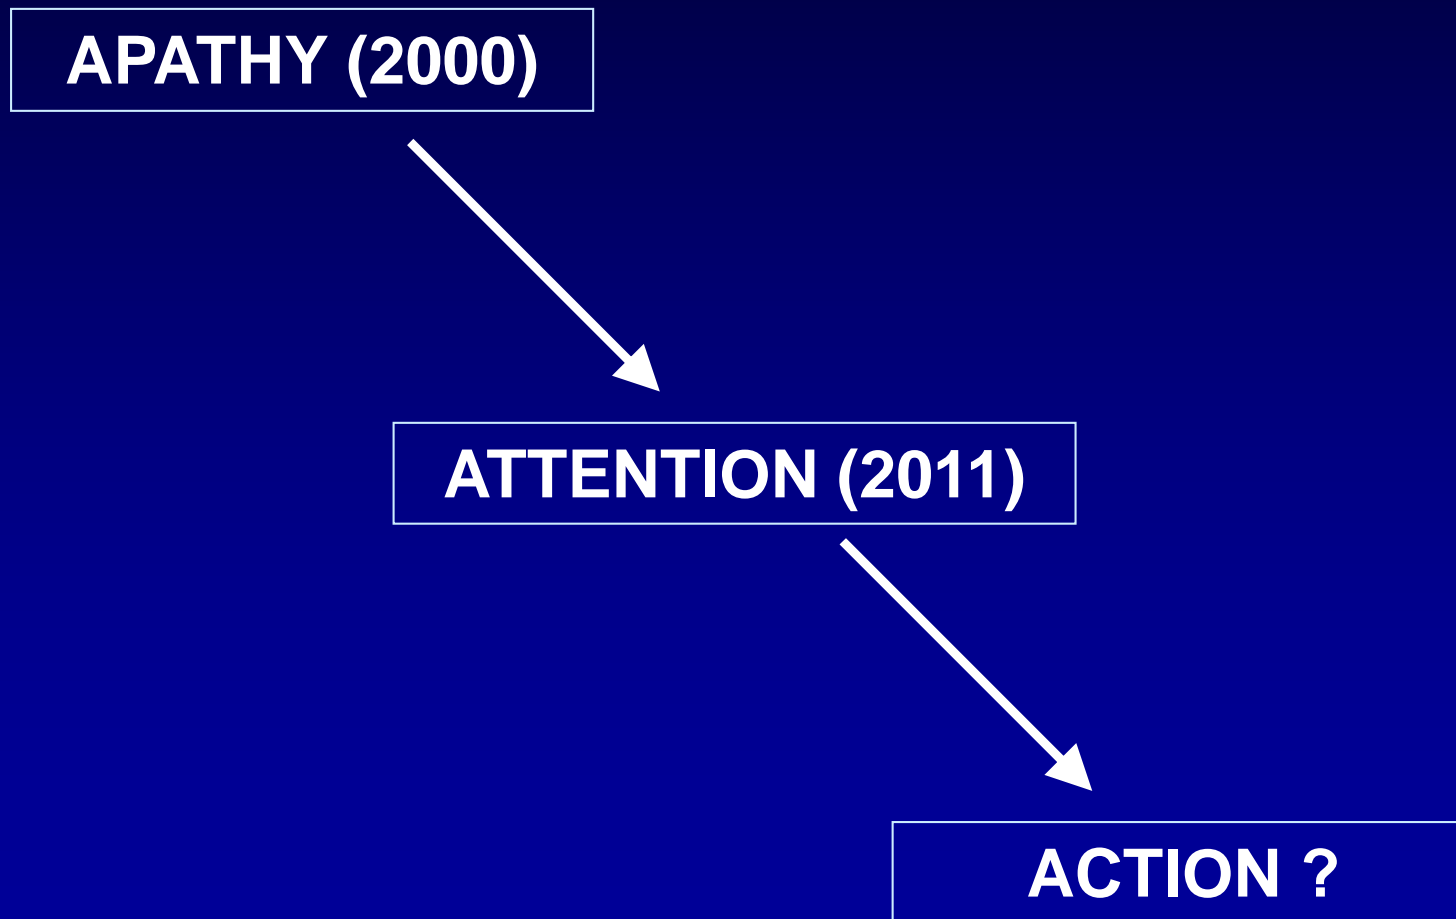 APATHY (2000)
ATTENTION (2011)
ACTION ?